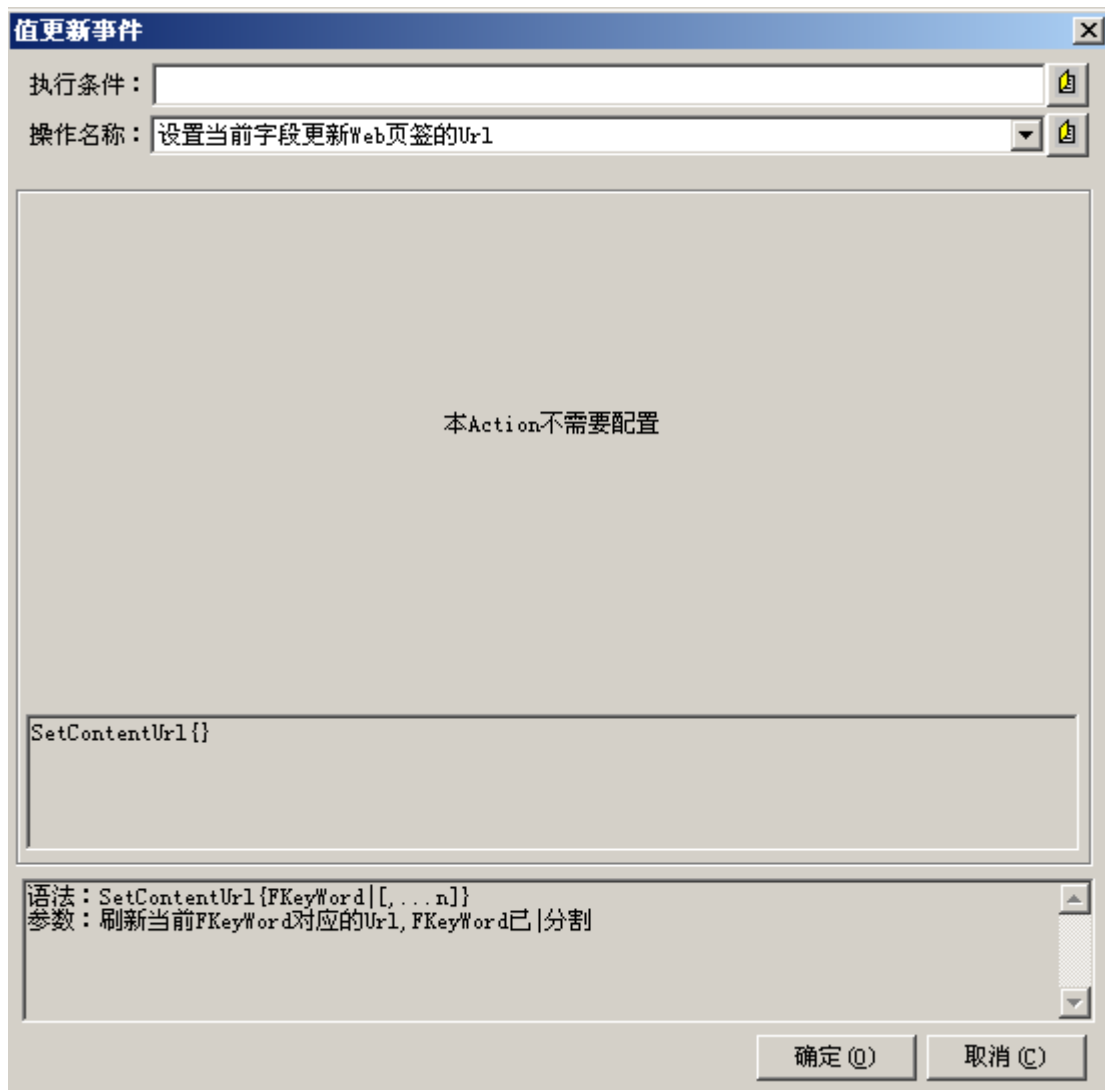 值更新事件
执行条件：
操作名称：设置当前字段更新Web页签的Url
本Action不需要配置
SetContentUrl{}
语法：SetContentUrl{FKeyWord|[,...n]}
参数：刷新当前FKeyWord对应的Url,FKeyWord已|分割
确定(O) 取消(C)